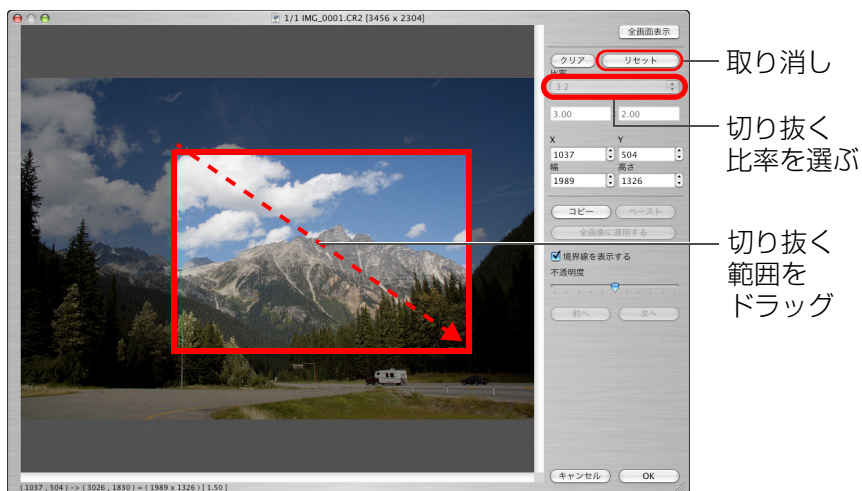 1/1 IMG_0001.CR2 [3456 x 2304]
全画面表示
クリア リセット
比率
3:2
3.00 : 2.00
X Y
1037 504
幅 高さ
1989 1326
コピー ペースト
全画像に適用する
境界線を表示する
不透明度
前へ 次へ
キャンセル OK
( 1037 , 504 ) -> ( 3026 , 1830 ) = ( 1989 x 1326 ) [ 1.50 ]
取り消し
切り抜く
比率を選ぶ
切り抜く
範囲を
ドラッグ